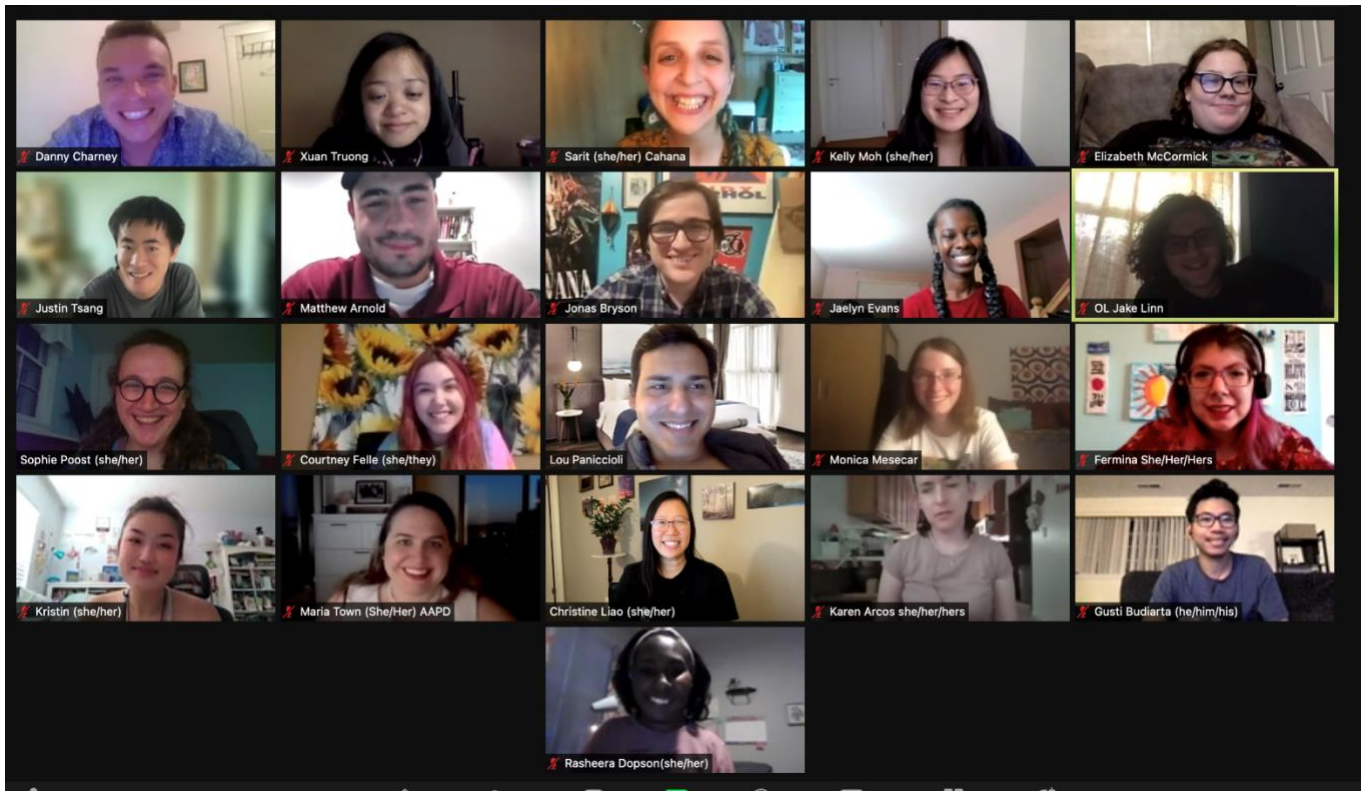 Danny Charney
Xuan Truong
Sarit (she/her) Cahana
Kelly Moh (she/her)
Elizabeth McCormick
Justin Tsang
Matthew Arnold
Jonas Bryson
Jaelyn Evans
OL Jake Linn
Sophie Poost (she/her)
Courtney Felle (she/they)
Lou Paniccioli
Monica Mesecar
Fermina She/Her/Hers
Kristin (she/her)
Maria Town (She/Her) AAPD
Christine Liao (she/her)
Karen Arcos she/her/hers
Gusti Budiarta (he/him/his)
Rasheera Dopson(she/her)